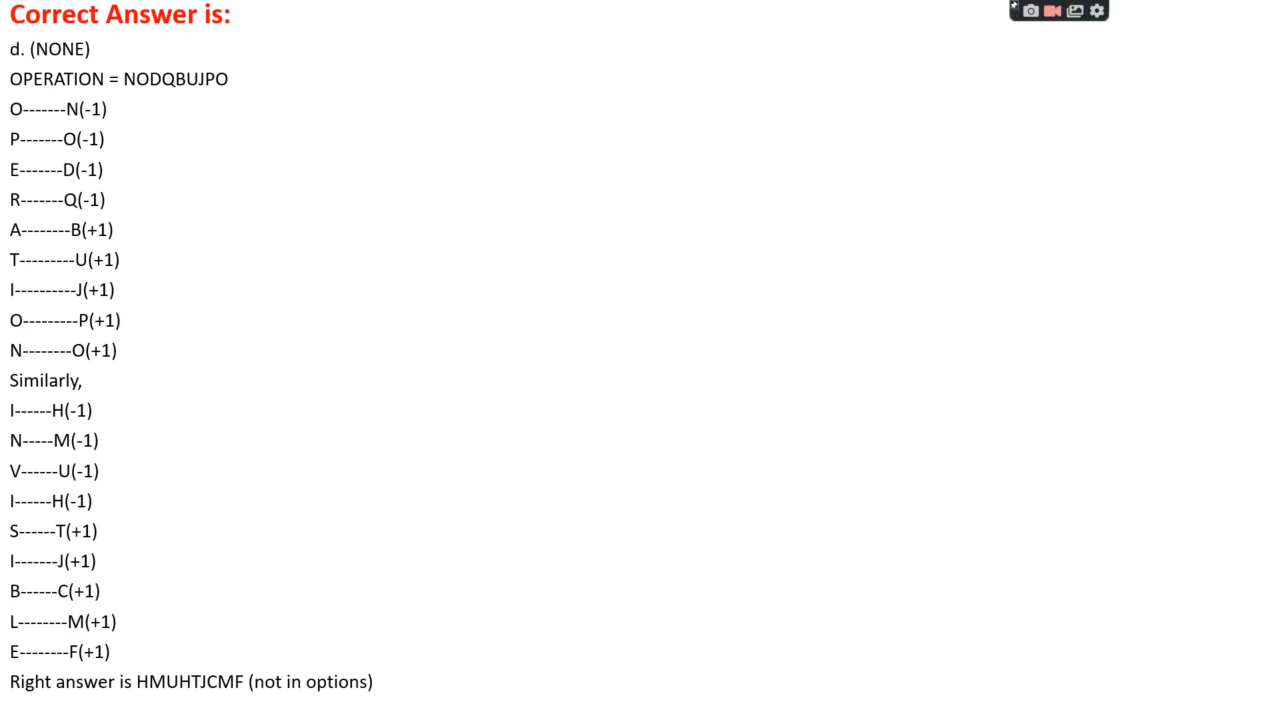 Correct Answer is:
d. (NONE)
OPERATION = NODQBUJPO
O-------N(-1)
P-------O(-1)
E-------D(-1)
R-------Q(-1)
A--------B(+1)
T---------U(+1)
I----------J(+1)
O---------P(+1)
N--------O(+1)
Similarly,
I------H(-1)
N-----M(-1)
V------U(-1)
I------H(-1)
S------T(+1)
I-------J(+1)
B------C(+1)
L--------M(+1)
E--------F(+1)
Right answer is HMUHTJCMF (not in options)